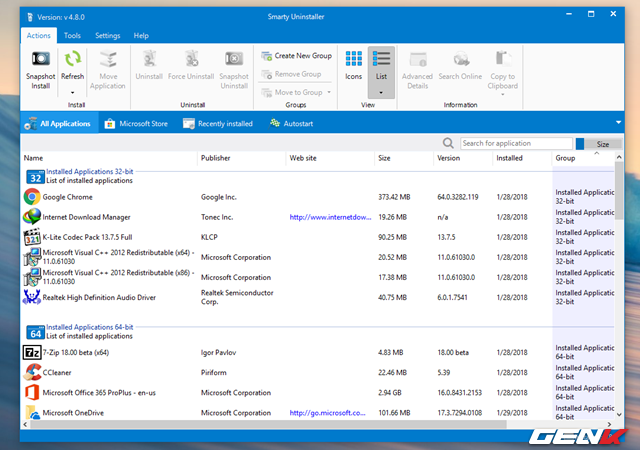 Version: v 4.8.0
Smarty Uninstaller
Actions Tools Settings Help
Snapshot Install
Refresh
Move Application
Uninstall
Force Uninstall
Snapshot Uninstall
Create New Group
Remove Group
Move to Group
Icons
List
Advanced Details
Search Online
Copy to Clipboard
Install Uninstall Groups View Information
All Applications Microsoft Store Recently installed Autostart
Search for application Size
Name Publisher Web site Size Version Installed Group
32 Installed Applications 32-bit
List of installed applications
Google Chrome Google Inc. 373.42 MB 64.0.3282.119 1/28/2018 Installed Applicatic 32-bit
Internet Download Manager Tonec Inc. http://www.internetdow... 19.26 MB n/a 1/28/2018 Installed Applicatic 32-bit
321 K-Lite Codec Pack 13.7.5 Full KLCP 90.25 MB 13.7.5 1/28/2018 Installed Applicatic 32-bit
Microsoft Visual C++ 2012 Redistributable (x64) - 11.0.61030 Microsoft Corporation 20.52 MB 11.0.61030.0 1/28/2018 Installed Applicatic 32-bit
Microsoft Visual C++ 2012 Redistributable (x86) - 11.0.61030 Microsoft Corporation 17.38 MB 11.0.61030.0 1/28/2018 Installed Applicatic 32-bit
Realtek High Definition Audio Driver Realtek Semiconductor Corp. 40.75 MB 6.0.1.7541 1/28/2018 Installed Applicatic 32-bit
64 Installed Applications 64-bit
List of installed applications
7z 7-Zip 18.00 beta (x64) Igor Pavlov 4.83 MB 18.00 beta 1/28/2018 Installed Applicatic 64-bit
CCleaner Piriform 22.46 MB 5.39 1/28/2018 Installed Applicatic 64-bit
Microsoft Office 365 ProPlus - en-us Microsoft Corporation 2.94 GB 16.0.8431.2153 1/28/2018 Installed Applicatic 64-bit
Microsoft OneDrive Microsoft Corporation http://go.microsoft.co... 101.66 MB 17.3.7294.0108 1/29/2018 Installed Applicatic 64-bit
GENK